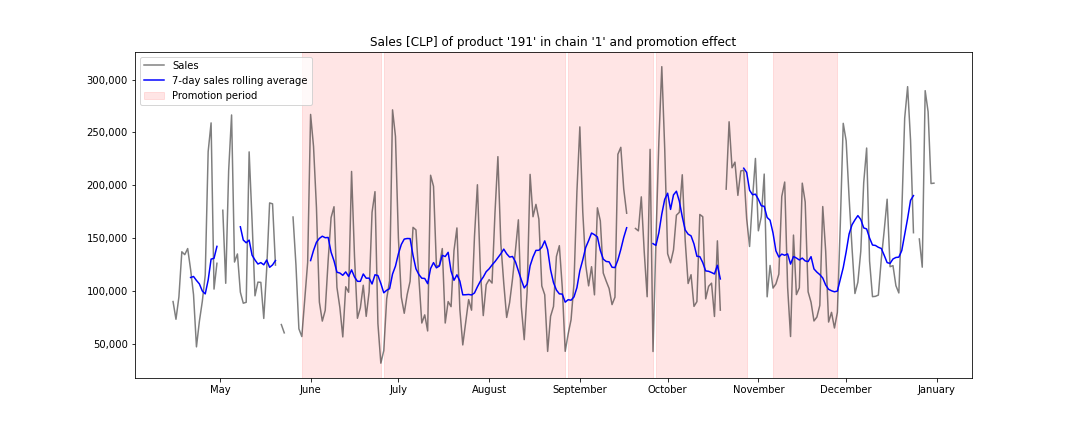 Sales [CLP] of product '191' in chain '1' and promotion effect
Sales
7-day sales rolling average
Promotion period
300,000
250,000
200,000
150,000
100,000
50,000
May June July August September October November December January